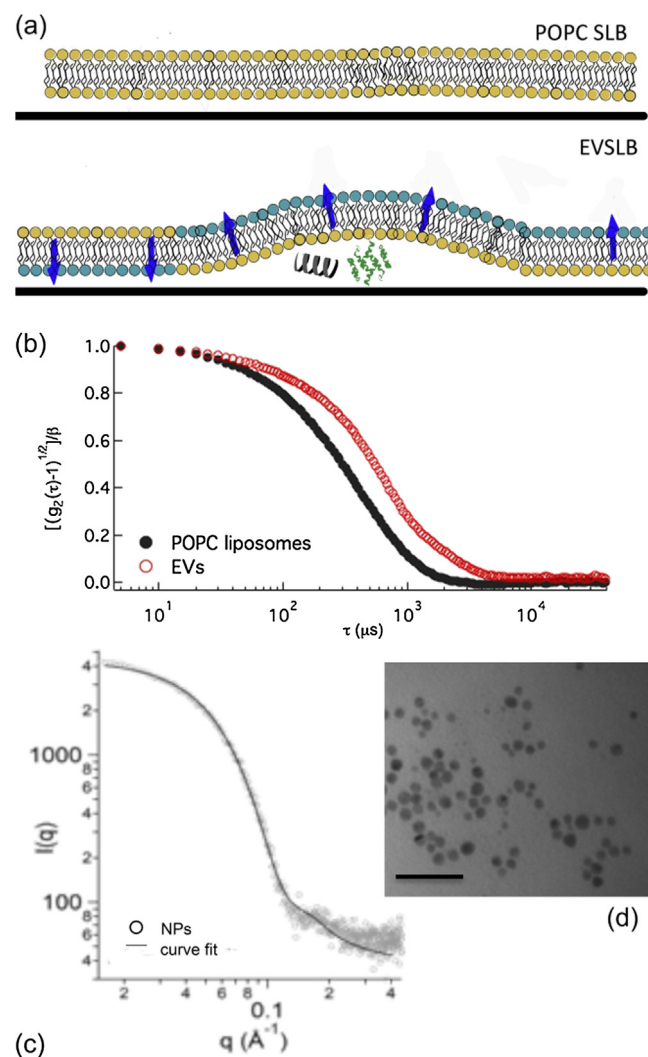 (a)
POPC SLB
EVSLB
(b)
1.0
0.8
0.6
0.4
0.2
0.0
[(g₂(τ)-1)^1/2]/β
POPC liposomes
EVs
10¹
10²
10³
10⁴
τ (μs)
4
2
1000
8
6
4
2
100
8
6
4
I(q)
NPs
curve fit
2
4
6
8
0.1
2
4
q (Å⁻¹)
(c)
(d)